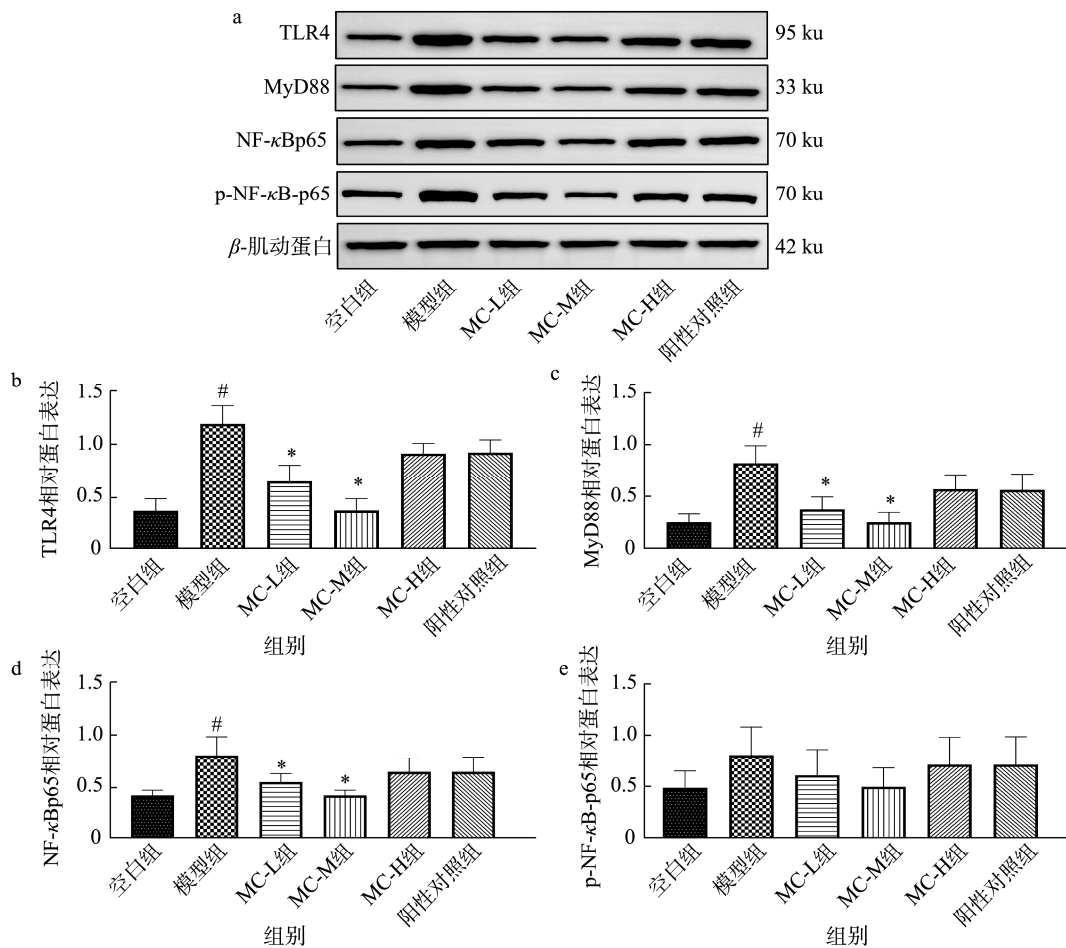 a
TLR4 95 ku
MyD88 33 ku
NF-κBp65 70 ku
p-NF-κB-p65 70 ku
β-肌动蛋白 42 ku
空白组 模型组 MC-L组 MC-M组 MC-H组 阳性对照组
b
TLR4相对蛋白表达
1.5
1.0
0.5
0
# * *
空白组 模型组 MC-L组 MC-M组 MC-H组 阳性对照组
组别
c
MyD88相对蛋白表达
1.5
1.0
0.5
0
# * *
空白组 模型组 MC-L组 MC-M组 MC-H组 阳性对照组
组别
d
NF-κBp65相对蛋白表达
1.5
1.0
0.5
0
# * *
空白组 模型组 MC-L组 MC-M组 MC-H组 阳性对照组
组别
e
p-NF-κB-p65相对蛋白表达
1.5
1.0
0.5
0
空白组 模型组 MC-L组 MC-M组 MC-H组 阳性对照组
组别